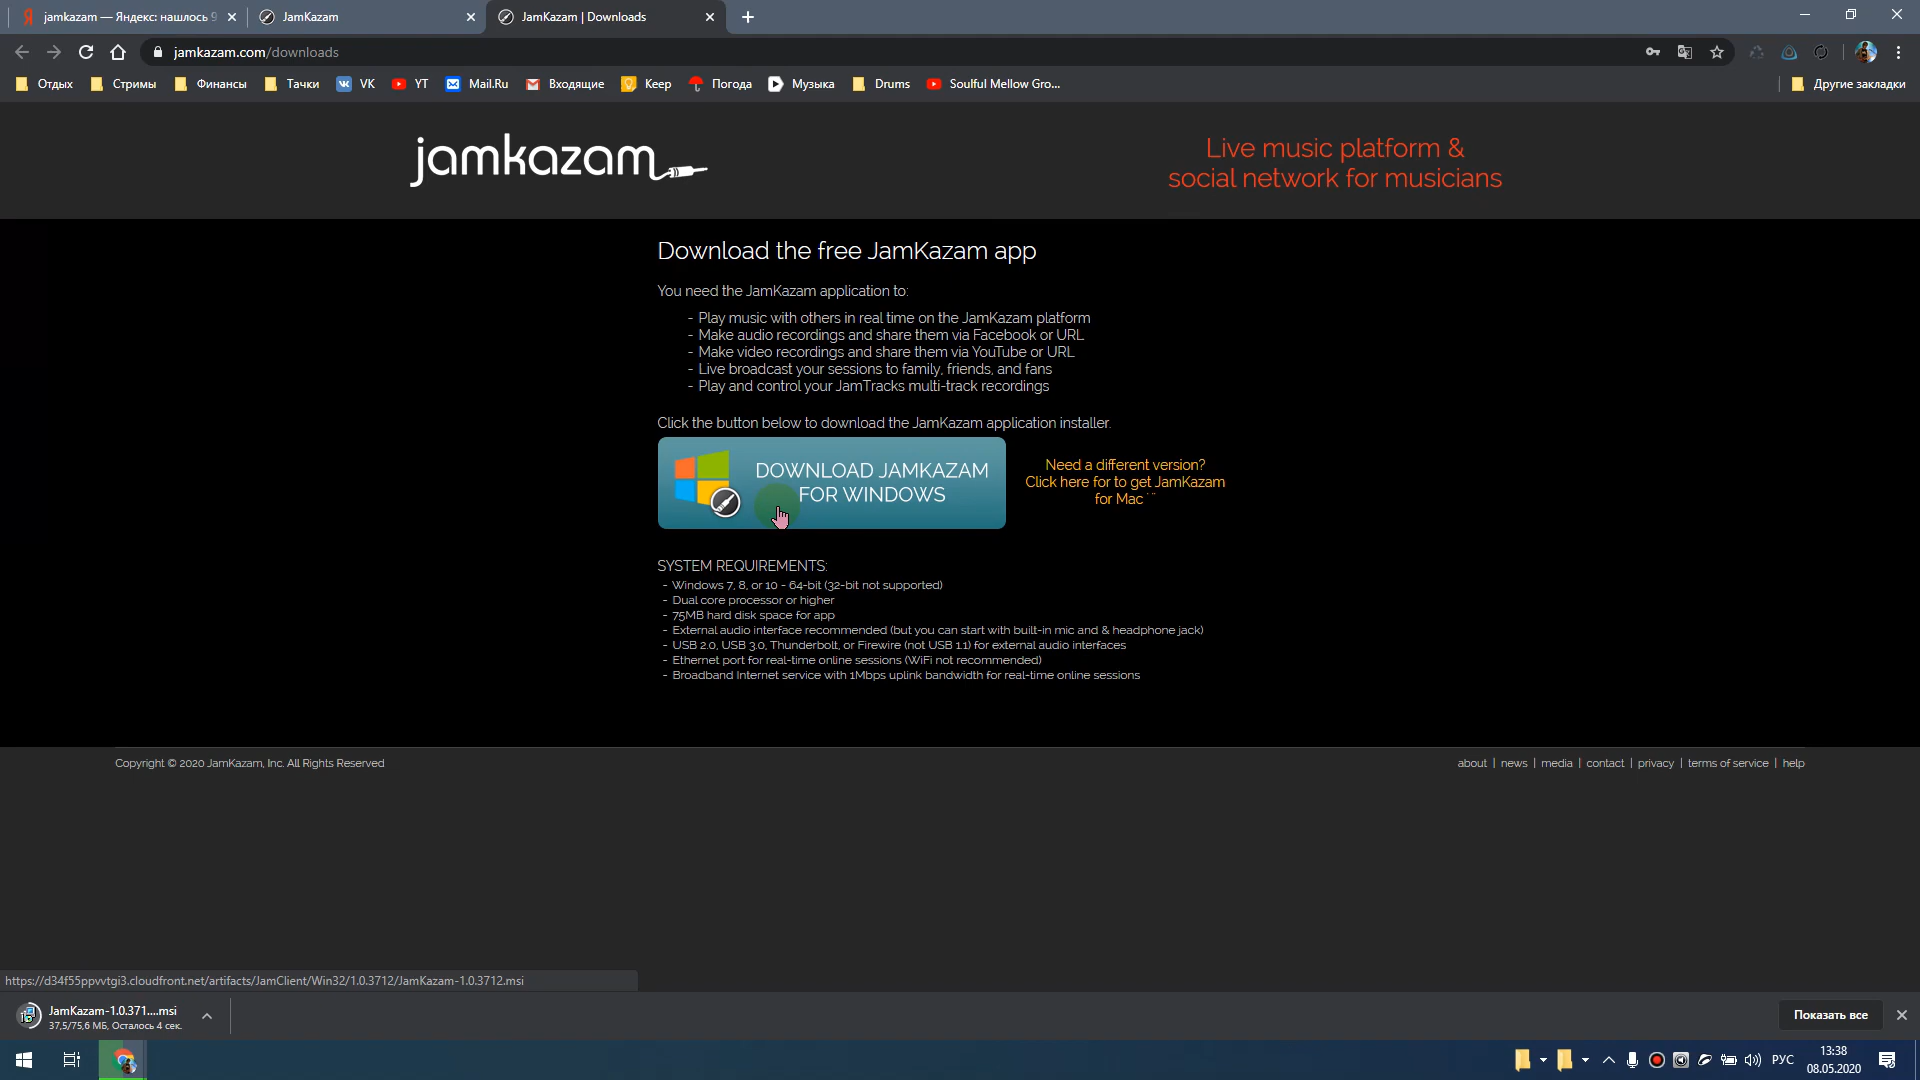 jamkazam — Яндекс: нашлось 9
JamKazam
JamKazam | Downloads
jamkazam.com/downloads
Отдых
Стримы
Финансы
Тачки
VK
YT
Mail.Ru
Входящие
Keep
Погода
Музыка
Drums
Soulful Mellow Gro...
Другие закладки
jamkazam
Live music platform &
social network for musicians
Download the free JamKazam app
You need the JamKazam application to:
- Play music with others in real time on the JamKazam platform
- Make audio recordings and share them via Facebook or URL
- Make video recordings and share them via YouTube or URL
- Live broadcast your sessions to family, friends, and fans
- Play and control your JamTracks multi-track recordings
Click the button below to download the JamKazam application installer.
DOWNLOAD JAMKAZAM
FOR WINDOWS
Need a different version?
Click here for to get JamKazam
for Mac
SYSTEM REQUIREMENTS:
- Windows 7, 8, or 10 - 64-bit (32-bit not supported)
- Dual core processor or higher
- 75MB hard disk space for app
- External audio interface recommended (but you can start with built-in mic and & headphone jack)
- USB 2.0, USB 3.0, Thunderbolt, or Firewire (not USB 1.1) for external audio interfaces
- Ethernet port for real-time online sessions (WiFi not recommended)
- Broadband Internet service with 1Mbps uplink bandwidth for real-time online sessions
Copyright © 2020 JamKazam, Inc. All Rights Reserved
about | news | media | contact | privacy | terms of service | help
https://d34f55ppvvtgi3.cloudfront.net/artifacts/JamClient/Win32/1.0.3712/JamKazam-1.0.3712.msi
JamKazam-1.0.371....msi
37,5/75,6 МБ, Осталось 4 сек.
Показать все
РУС
13:38
08.05.2020